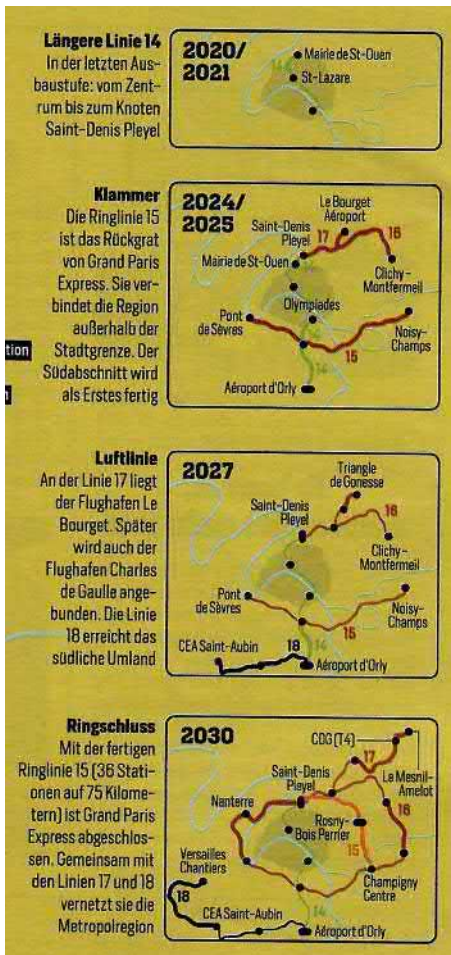 Längere Linie 14
In der letzten Aus-
baustufe: vom Zent-
rum bis zum Knoten
Saint-Denis Pleyel
2020/
2021
Mairie de St-Ouen
14
St-Lazare
Klammer
Die Ringlinie 15
ist das Rückgrat
von Grand Paris
Express. Sie ver-
bindet die Region
außerhalb der
Stadtgrenze. Der
Südabschnitt wird
als Erstes fertig
tion
2024/
2025
Le Bourget
Aéroport
Saint-Denis
Pleyel
17
16
Mairie de St-Ouen
Clichy-
Montfermeil
Olympiades
Pont
de Sèvres
Noisy-
Champs
14
15
Aéroport d'Orly
Luftlinie
An der Linie 17 liegt
der Flughafen Le
Bourget. Später
wird auch der
Flughafen Charles
de Gaulle ange-
bunden. Die Linie
18 erreicht das
südliche Umland
2027
Triangle
de Gonesse
Saint-Denis
Pleyel
16
Clichy-
Montfermeil
Pont
de Sèvres
Noisy-
Champs
15
CEA Saint-Aubin
18
14
Aéroport d'Orly
Ringschluss
Mit der fertigen
Ringlinie 15 (36 Stati-
onen auf 75 Kilome-
tern) ist Grand Paris
Express abgeschlos-
sen. Gemeinsam mit
den Linien 17 und 18
vernetzt sie die
Metropolregion
2030
CDG (T4)
17
Le Mesnil-
Amelot
Saint-Denis
Pleyel
Nanterre
16
Rosny-
Bois Perrier
15
Versailles
Chantiers
Champigny
Centre
18
CEA Saint-Aubin
14
Aéroport d'Orly